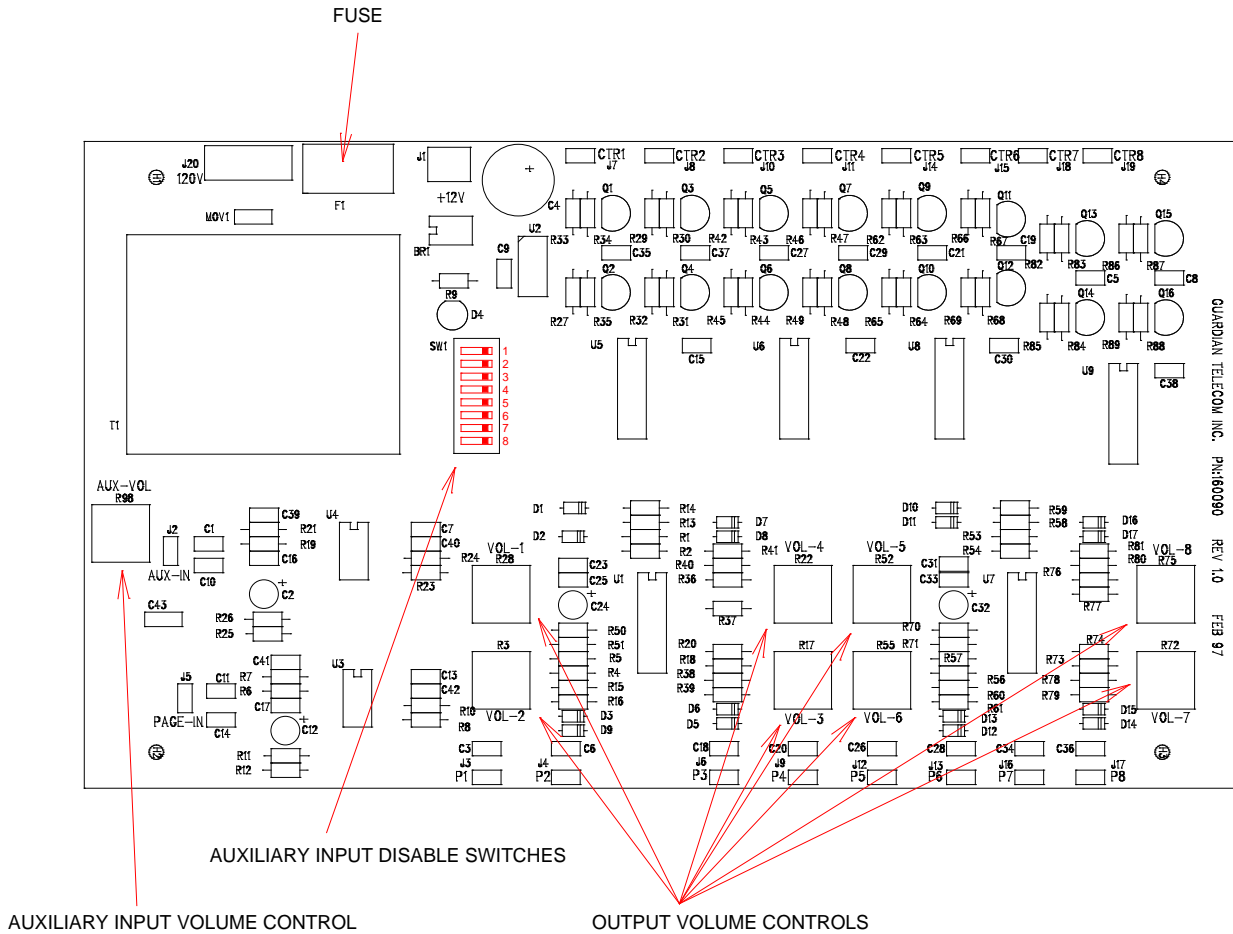 FUSE
J20
120V
F1
J1
+12V
C4
CTR1
J7
CTR2
J8
CTR3
J10
CTR4
J11
CTR5
J14
CTR6
J15
CTR7
J18
CTR8
J19
MOV1
BR1
U2
C9
R9
D4
Q1
Q3
Q5
Q7
Q9
Q11
Q13
Q15
R33
R34
R29
R30
R42
R43
R46
R47
R62
R63
R66
R67
C19
R82
R83
R86
R87
C35
C37
C27
C29
C21
C5
C8
Q2
Q4
Q6
Q8
Q10
Q12
Q14
Q16
R27
R35
R32
R31
R45
R44
R49
R48
R65
R64
R69
R68
R85
R84
R89
R88
SW1
1
2
3
4
5
6
7
8
U5
C15
U6
C22
U8
C30
U9
C38
T1
GUARDIAN TELECOM INC. PN:160090 REV 1.0 FEB 97
AUX-VOL
R98
J2
AUX-IN
C1
C10
C43
C39
R21
R19
C16
U4
C2
R26
R25
C7
C40
R23
R24
VOL-1
R28
D1
D2
C23
C25
U1
C24
R14
R13
R1
R2
D7
D8
R41
R40
R36
R37
VOL-4
R22
VOL-5
R52
D10
D11
R53
R54
C31
C33
U7
C32
R59
R58
D16
D17
R81
R80
R76
R77
VOL-8
R75
J5
PAGE-IN
C11
C14
C41
R7
R6
C17
U3
C12
R11
R12
C13
C42
R10
R8
R3
VOL-2
R50
R51
R5
R4
R15
R16
D3
D9
R20
R18
R38
R39
D6
D5
R17
VOL-3
R55
VOL-6
R70
R71
R57
R56
R60
R61
D13
D12
R74
R73
R78
R79
D15
D14
R72
VOL-7
C3
J3
P1
C6
J4
P2
C18
J6
P3
C20
J9
P4
C26
J12
P5
C28
J13
P6
C34
J16
P7
C36
J17
P8
AUXILIARY INPUT DISABLE SWITCHES
AUXILIARY INPUT VOLUME CONTROL
OUTPUT VOLUME CONTROLS